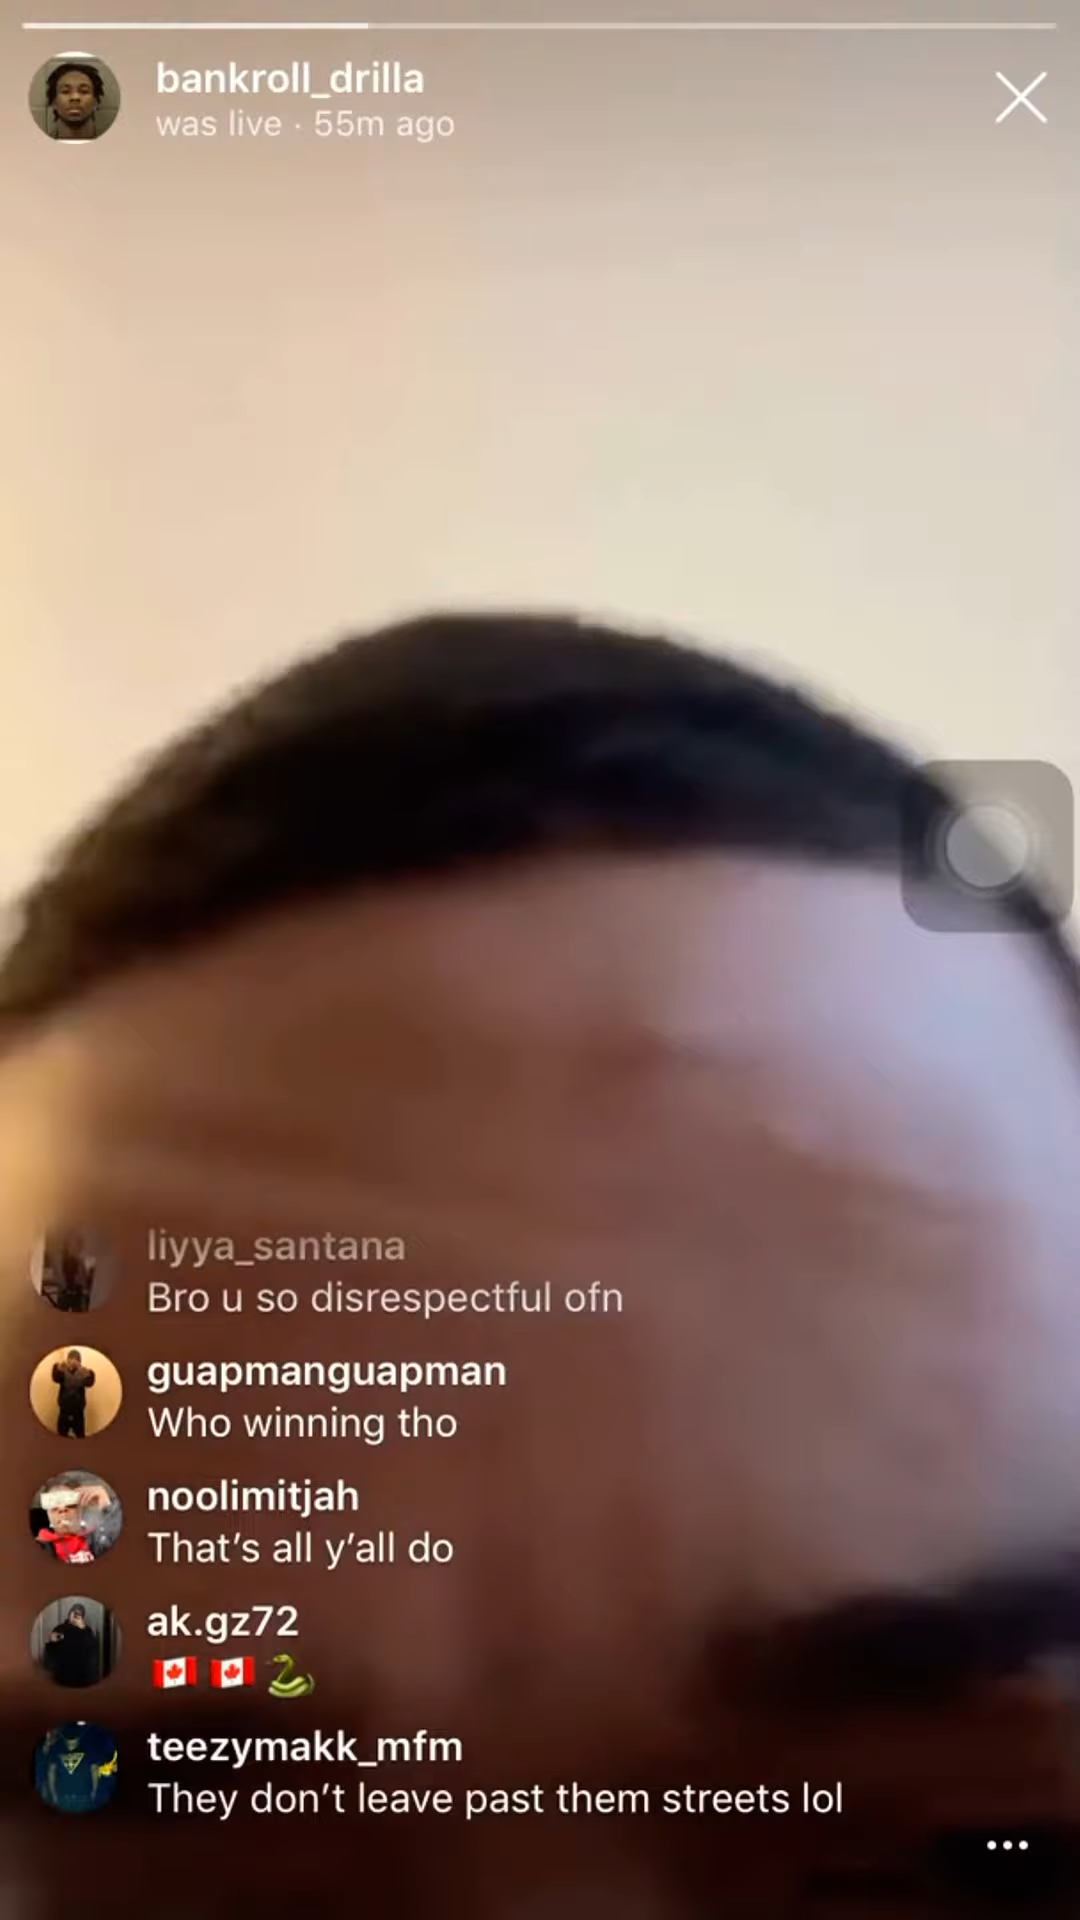 bankroll_drilla
was live · 55m ago
liyya_santana
Bro u so disrespectful ofn
guapmanguapman
Who winning tho
noolimitjah
That's all y'all do
ak.gz72
🇨🇦 🇨🇦 🐍
teezymakk_mfm
They don't leave past them streets lol